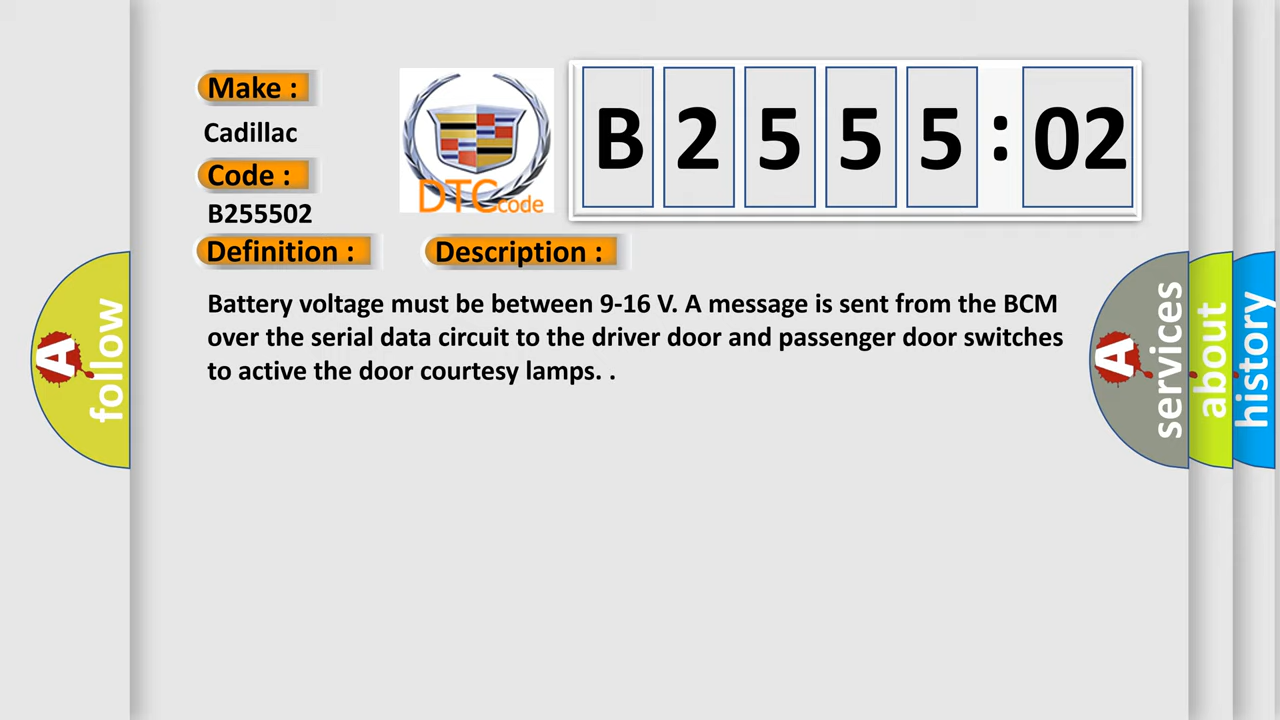 Make :
Cadillac
Code :
B255502
DTC code
B 2 5 5 5 : 02
Definition :
Description :
Battery voltage must be between 9-16 V. A message is sent from the BCM
over the serial data circuit to the driver door and passenger door switches
to active the door courtesy lamps. .
A follow
A services
about
history